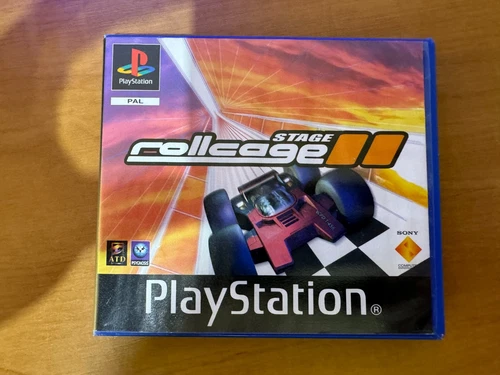 PlayStation
PAL
STAGE
rollcage II
SONY
ATD
PSYGNOSIS
PlayStation®